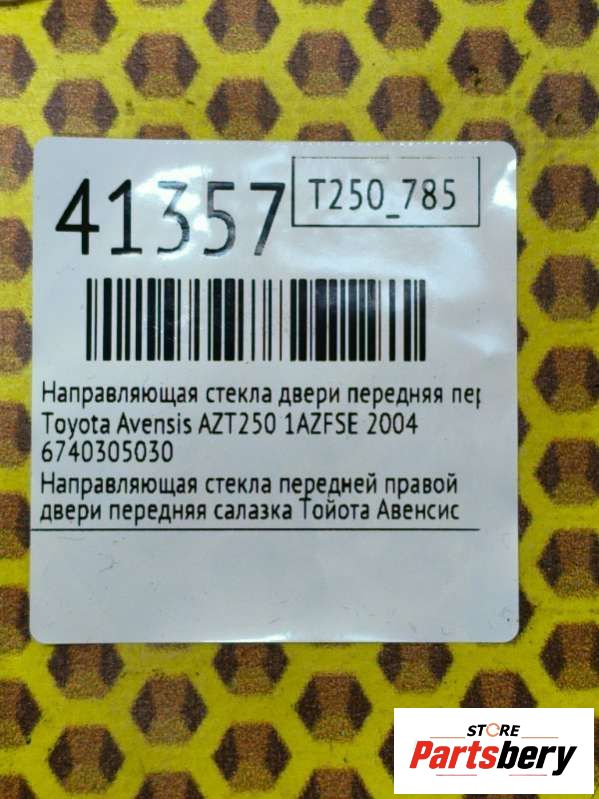 41357
T250_785
Направляющая стекла двери передняя пер
Toyota Avensis AZT250 1AZFSE 2004
6740305030
Направляющая стекла передней правой
двери передняя салазка Тойота Авенсис
STORE
Partsbery